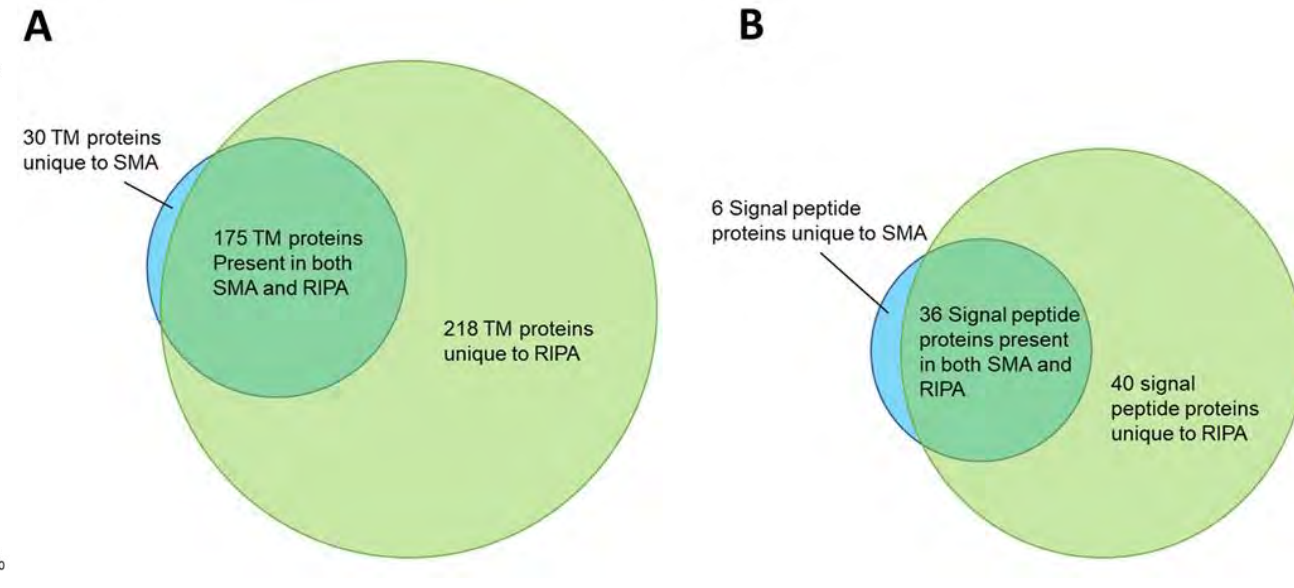 A
30 TM proteins
unique to SMA
175 TM proteins
Present in both
SMA and RIPA
218 TM proteins
unique to RIPA
B
6 Signal peptide
proteins unique to SMA
36 Signal peptide
proteins present
in both SMA and
RIPA
40 signal
peptide proteins
unique to RIPA